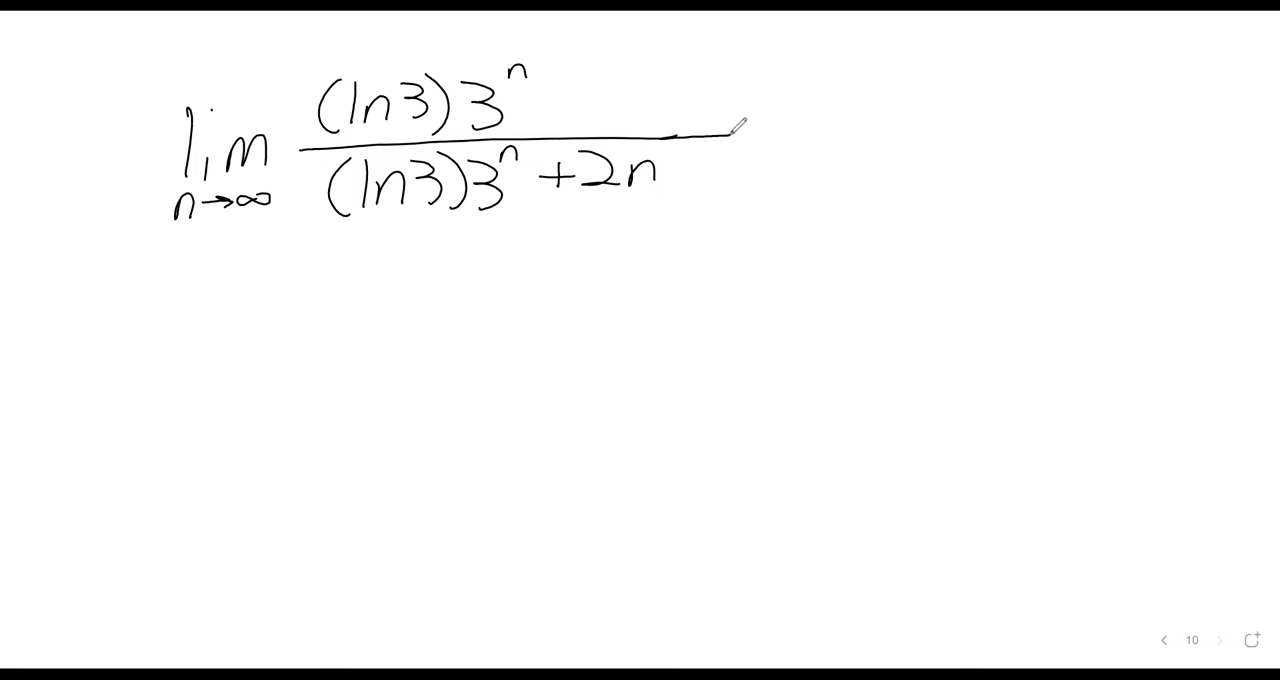 lim n→∞ (ln3)3^n / (ln3)3^n + 2n
10